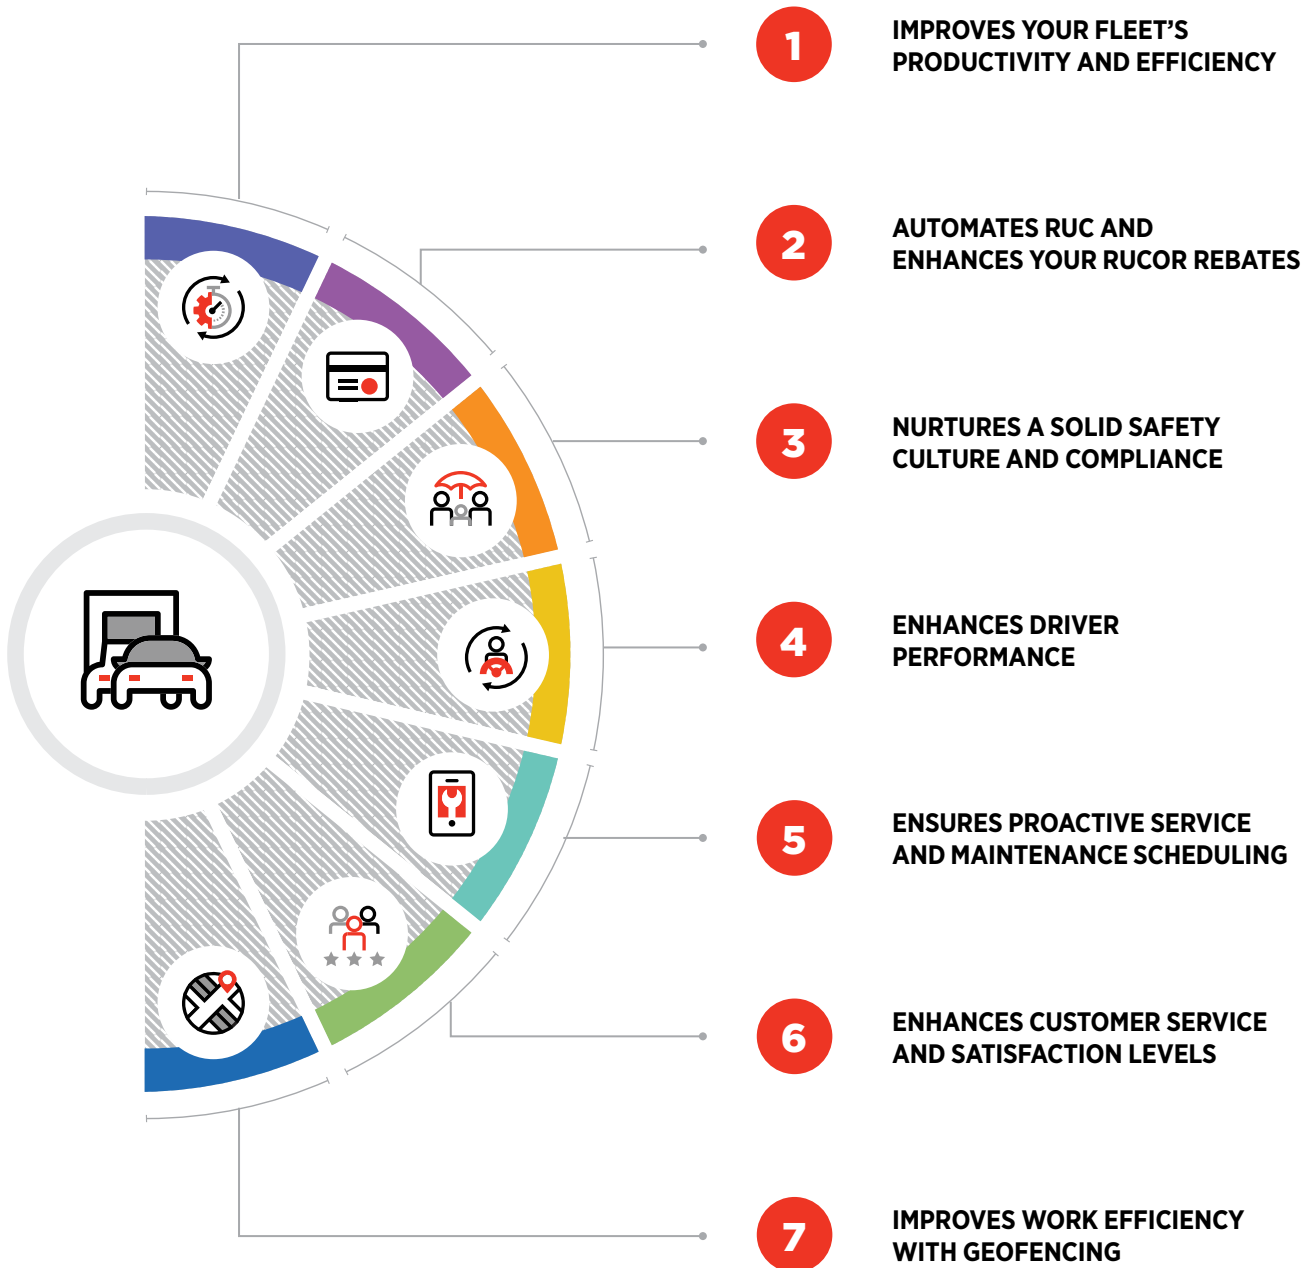 1
IMPROVES YOUR FLEET’S
PRODUCTIVITY AND EFFICIENCY
2
AUTOMATES RUC AND
ENHANCES YOUR RUCOR REBATES
3
NURTURES A SOLID SAFETY
CULTURE AND COMPLIANCE
4
ENHANCES DRIVER
PERFORMANCE
5
ENSURES PROACTIVE SERVICE
AND MAINTENANCE SCHEDULING
6
ENHANCES CUSTOMER SERVICE
AND SATISFACTION LEVELS
7
IMPROVES WORK EFFICIENCY
WITH GEOFENCING